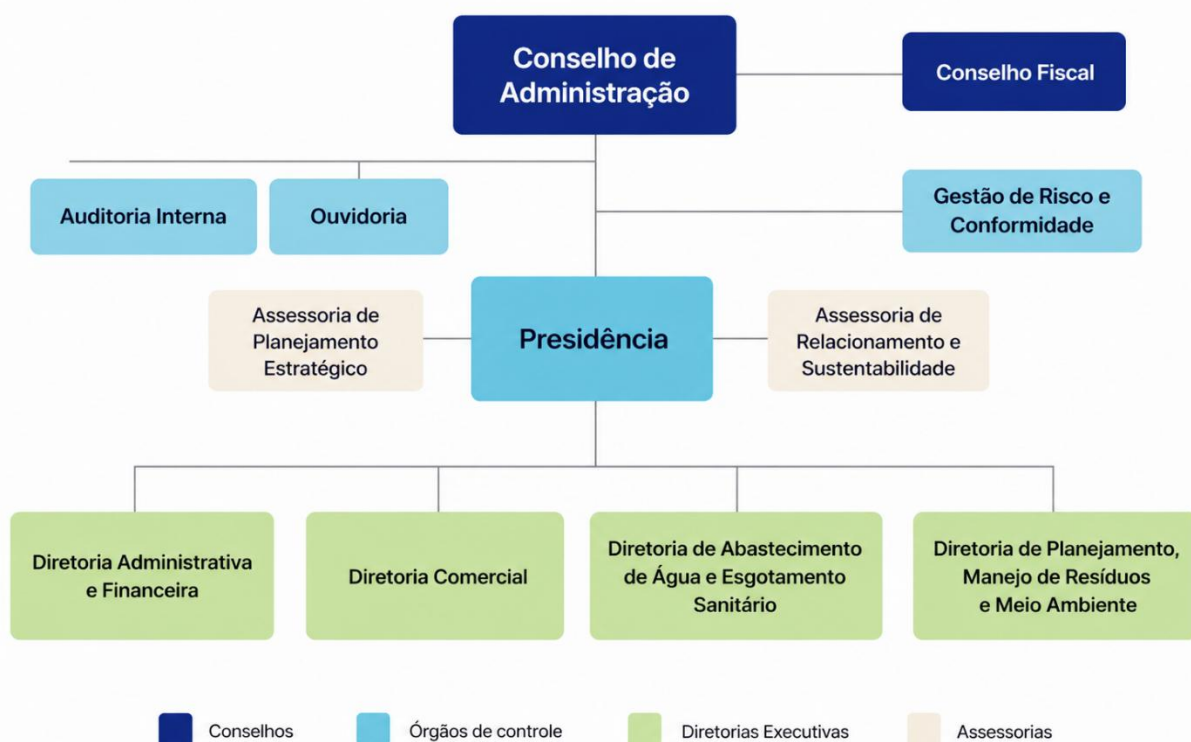 Conselho de
Administração
Conselho Fiscal
Auditoria Interna
Ouvidoria
Gestão de Risco e
Conformidade
Assessoria de
Planejamento
Estratégico
Presidência
Assessoria de
Relacionamento e
Sustentabilidade
Diretoria Administrativa
e Financeira
Diretoria Comercial
Diretoria de Abastecimento
de Água e Esgotamento
Sanitário
Diretoria de Planejamento,
Manejo de Resíduos
e Meio Ambiente
Conselhos
Órgãos de controle
Diretorias Executivas
Assessorias